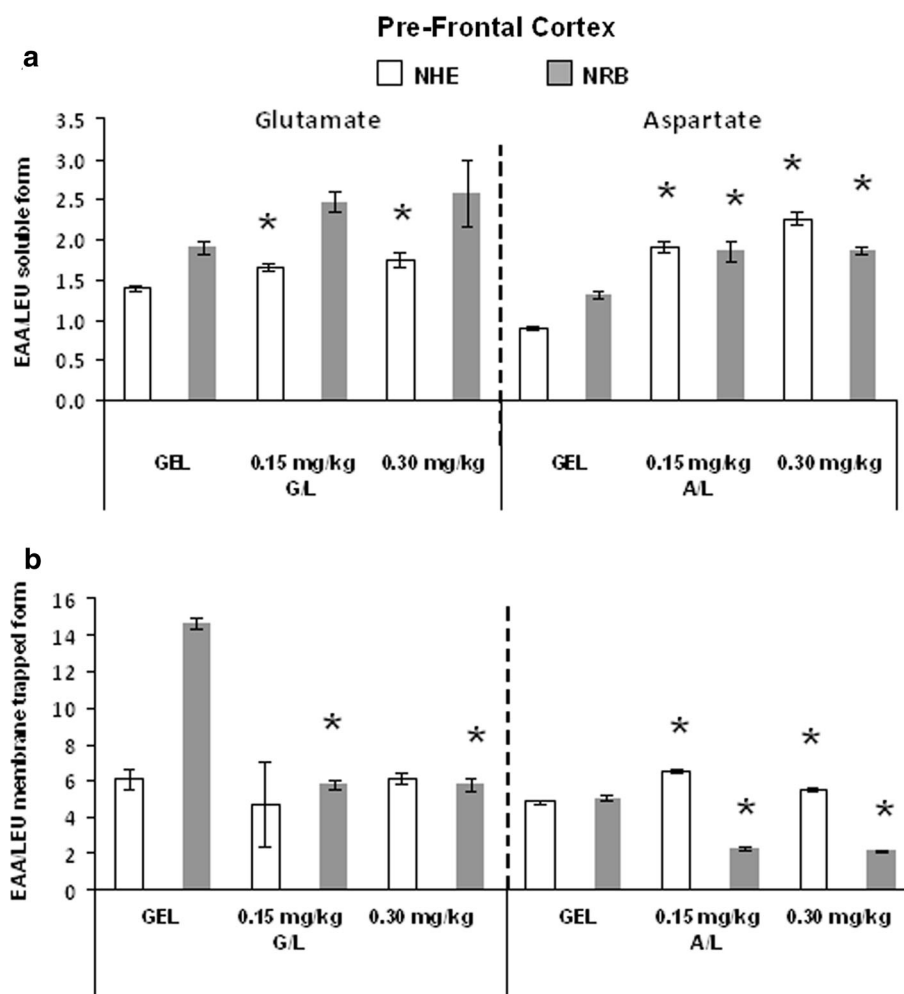 Pre-Frontal Cortex
a
NHE NRB
Glutamate Aspartate
EAA/LEU soluble form
3.5
3.0
2.5
2.0
1.5
1.0
0.5
0.0
* * * * * *
GEL 0.15 mg/kg 0.30 mg/kg GEL 0.15 mg/kg 0.30 mg/kg
G/L A/L
b
EAA/LEU membrane trapped form
16
14
12
10
8
6
4
2
0
* * * * * *
GEL 0.15 mg/kg 0.30 mg/kg GEL 0.15 mg/kg 0.30 mg/kg
G/L A/L